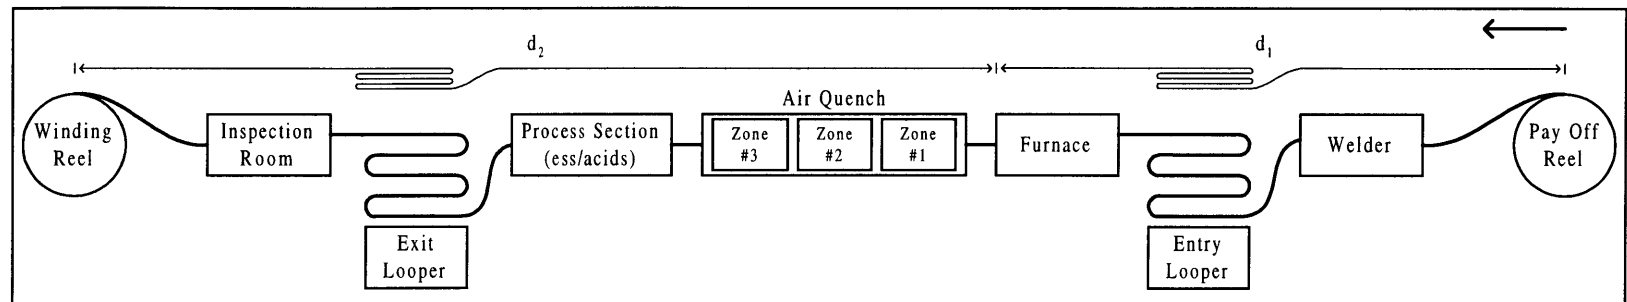 d2
d1
Air Quench
Winding
Reel
Inspection
Room
Exit
Looper
Process Section
(ess/acids)
Zone
#3
Zone
#2
Zone
#1
Furnace
Entry
Looper
Welder
Pay Off
Reel